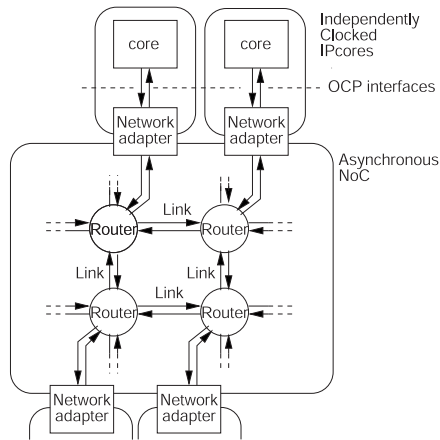 Independently
Clocked
IPcores
core
core
OCP interfaces
Network
adapter
Network
adapter
Asynchronous
NoC
Link
Router
Router
Link
Link
Link
Router
Router
Network
adapter
Network
adapter